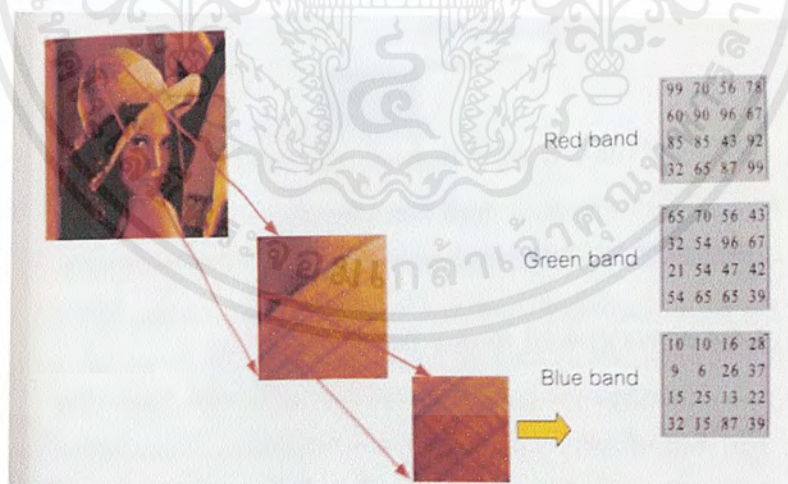 99 70 56 78
60 90 96 67
Red band
85 85 43 92
32 65 87 99
65 70 56 43
32 54 96 67
Green band
21 54 47 42
54 65 65 39
10 10 16 28
9 6 26 37
Blue band
15 25 13 22
32 15 87 39